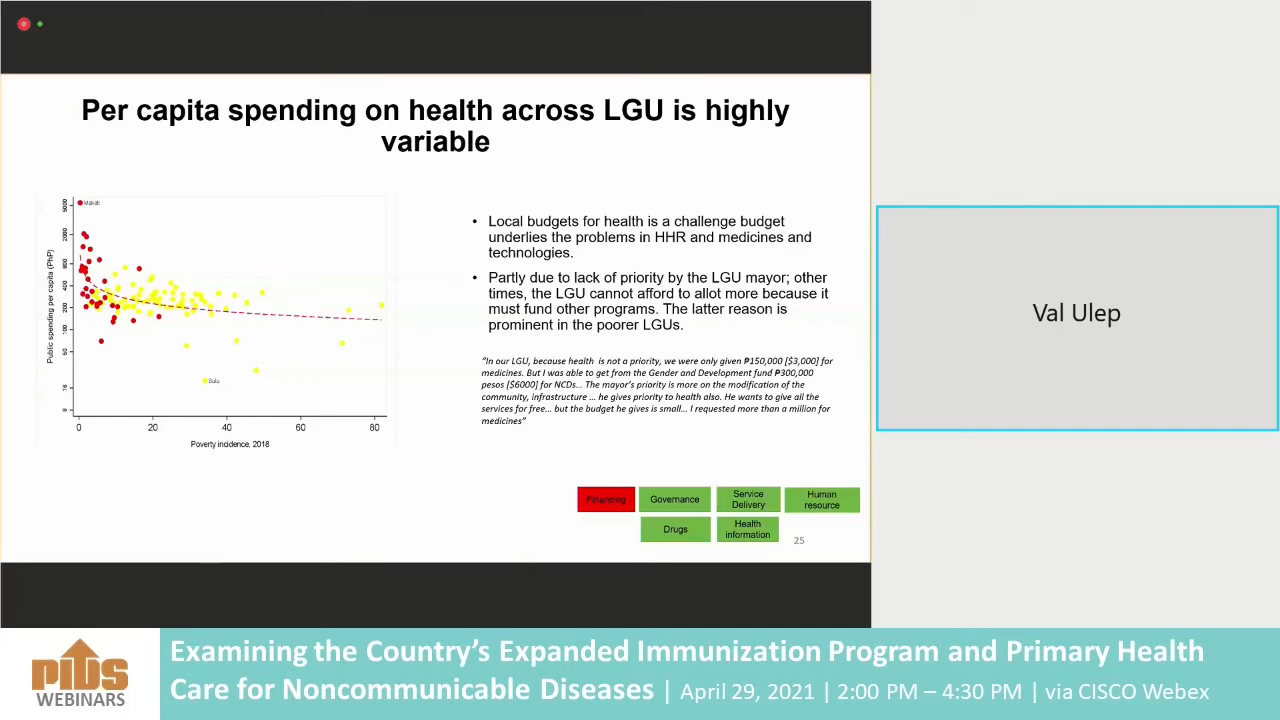 Per capita spending on health across LGU is highly
variable
Makati
Sulu
Public spending per capita (PhP)
5000
2000
800
400
200
100
50
16
8
0 20 40 60 80
Poverty incidence, 2018
• Local budgets for health is a challenge budget
underlies the problems in HHR and medicines and
technologies.
• Partly due to lack of priority by the LGU mayor; other
times, the LGU cannot afford to allot more because it
must fund other programs. The latter reason is
prominent in the poorer LGUs.
“In our LGU, because health is not a priority, we were only given ₱150,000 [$3,000] for
medicines. But I was able to get from the Gender and Development fund ₱300,000
pesos [$6000] for NCDs… The mayor’s priority is more on the modification of the
community, infrastructure … he gives priority to health also. He wants to give all the
services for free… but the budget he gives is small… I requested more than a million for
medicines”
Financing
Governance
Service
Delivery
Human
resource
Drugs
Health
information
25
Val Ulep
PIDS
WEBINARS
Examining the Country’s Expanded Immunization Program and Primary Health
Care for Noncommunicable Diseases | April 29, 2021 | 2:00 PM – 4:30 PM | via CISCO Webex